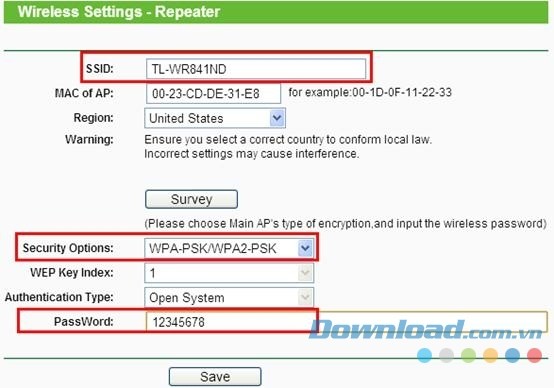 Wireless Settings - Repeater
SSID: TL-WR841ND
MAC of AP: 00-23-CD-DE-31-E8 for example:00-1D-0F-11-22-33
Region: United States
Warning: Ensure you select a correct country to conform local law.
Incorrect settings may cause interference.
Survey
(Please choose Main AP's type of encryption,and input the wireless password)
Security Options: WPA-PSK/WPA2-PSK
WEP Key Index: 1
Authentication Type: Open System
PassWord: 12345678
Download.com.vn
Save